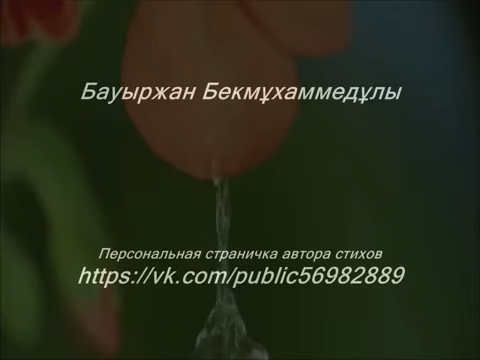 Бауыржан Бекмұхаммедұлы
Персональная страничка автора стихов
https://vk.com/public56982889